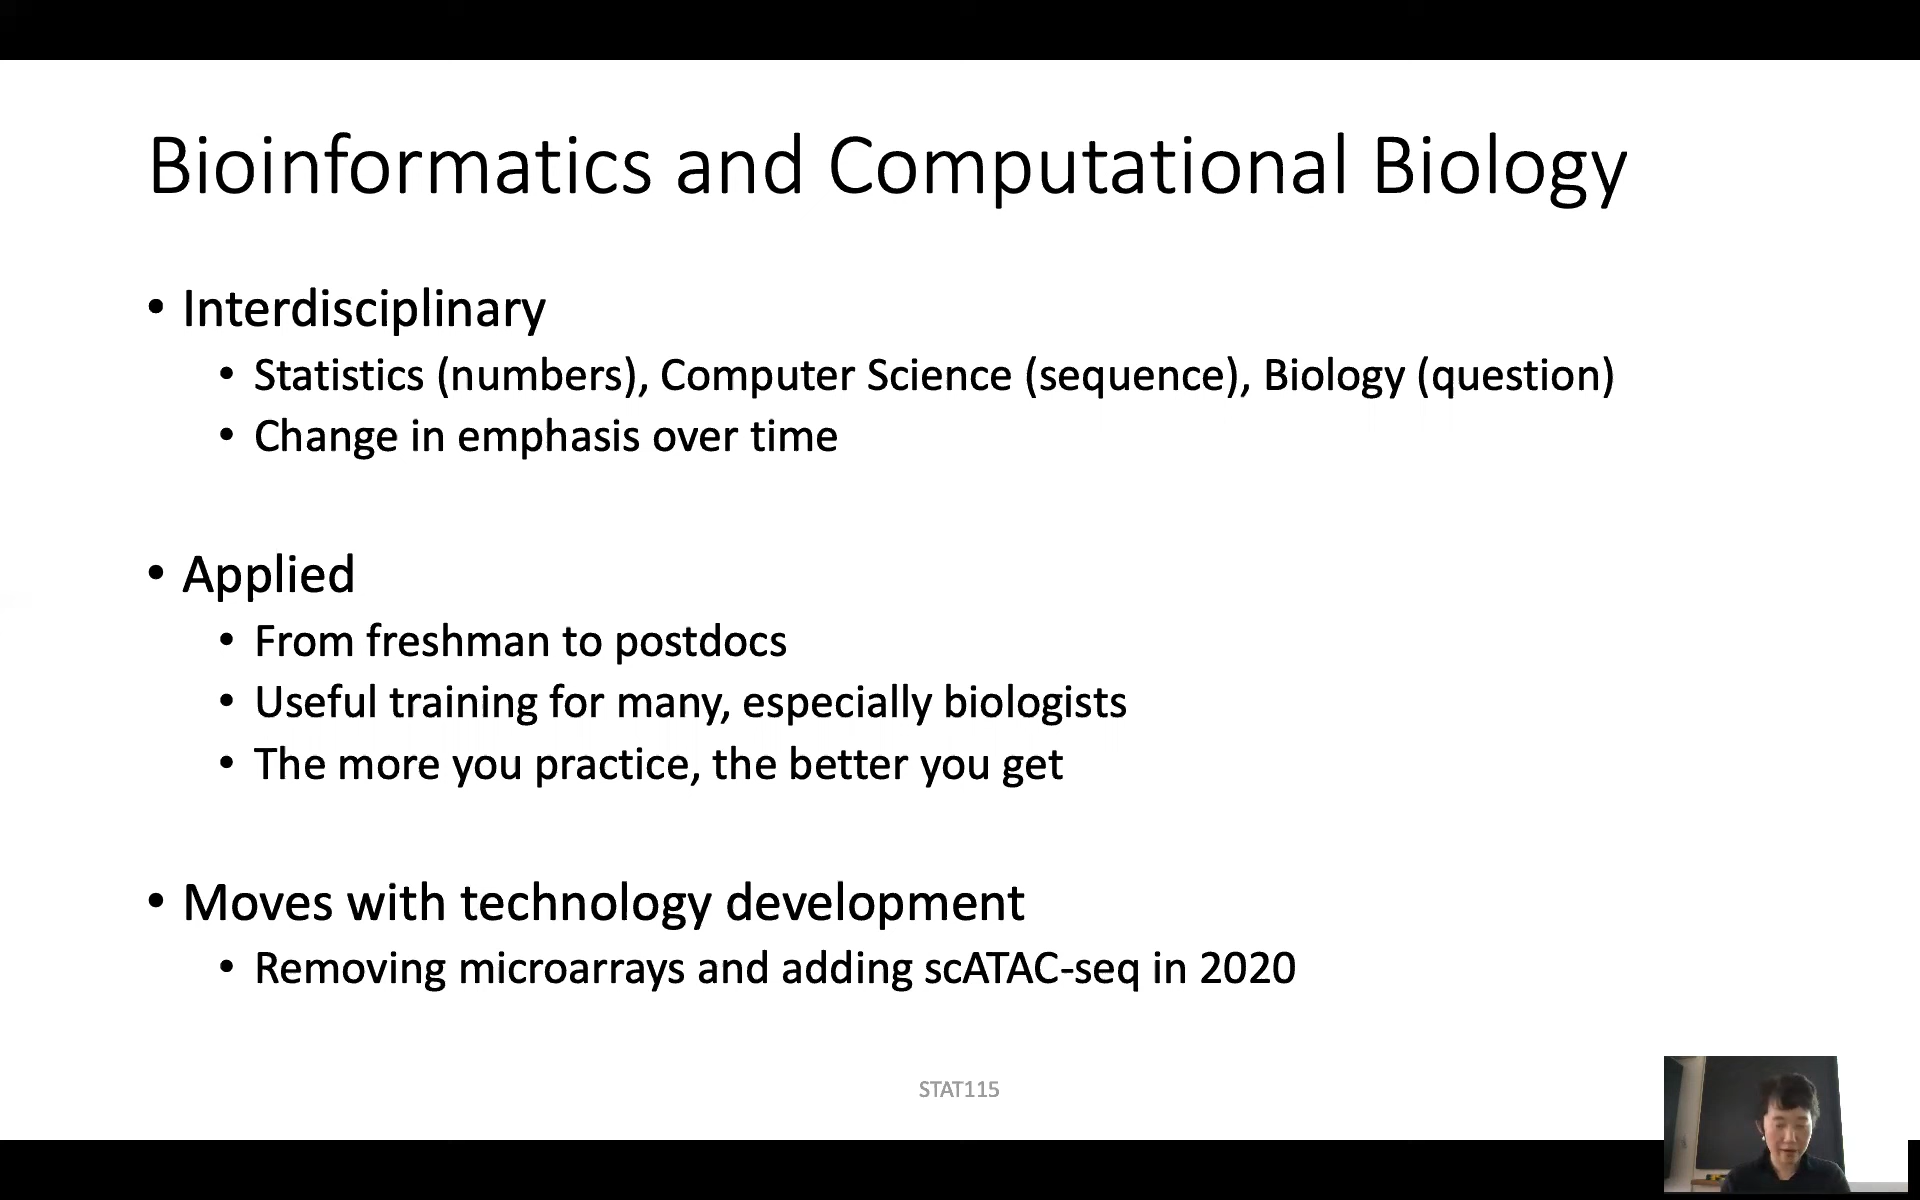 Bioinformatics and Computational Biology
• Interdisciplinary
• Statistics (numbers), Computer Science (sequence), Biology (question)
• Change in emphasis over time
• Applied
• From freshman to postdocs
• Useful training for many, especially biologists
• The more you practice, the better you get
• Moves with technology development
• Removing microarrays and adding scATAC-seq in 2020
STAT115